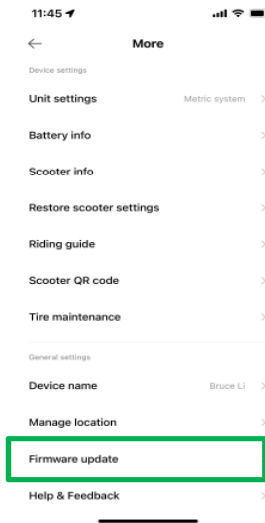 11:45
More
Device settings
Unit settings Metric system
Battery info
Scooter info
Restore scooter settings
Riding guide
Scooter QR code
Tire maintenance
General settings
Device name Bruce Li
Manage location
Firmware update
Help & Feedback